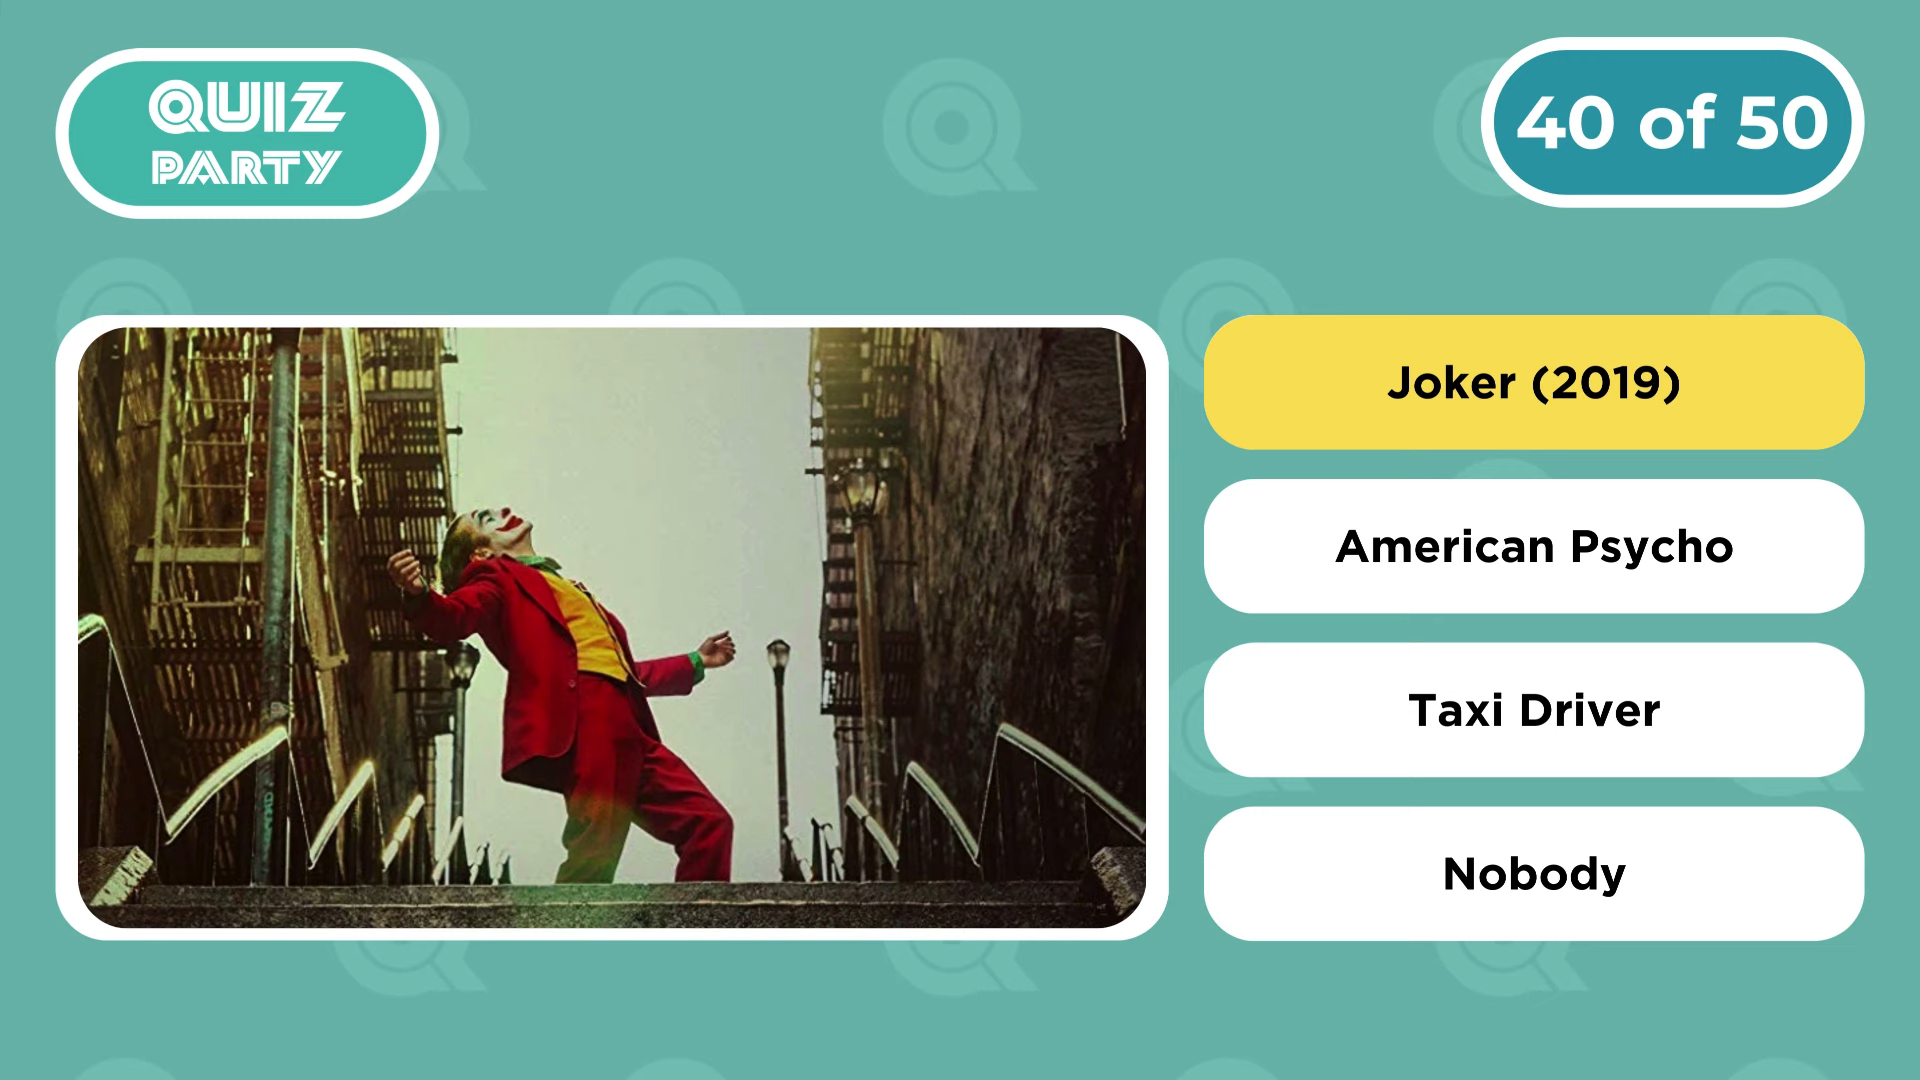 QUIZ
PARTY
40 of 50
Joker (2019)
American Psycho
Taxi Driver
Nobody